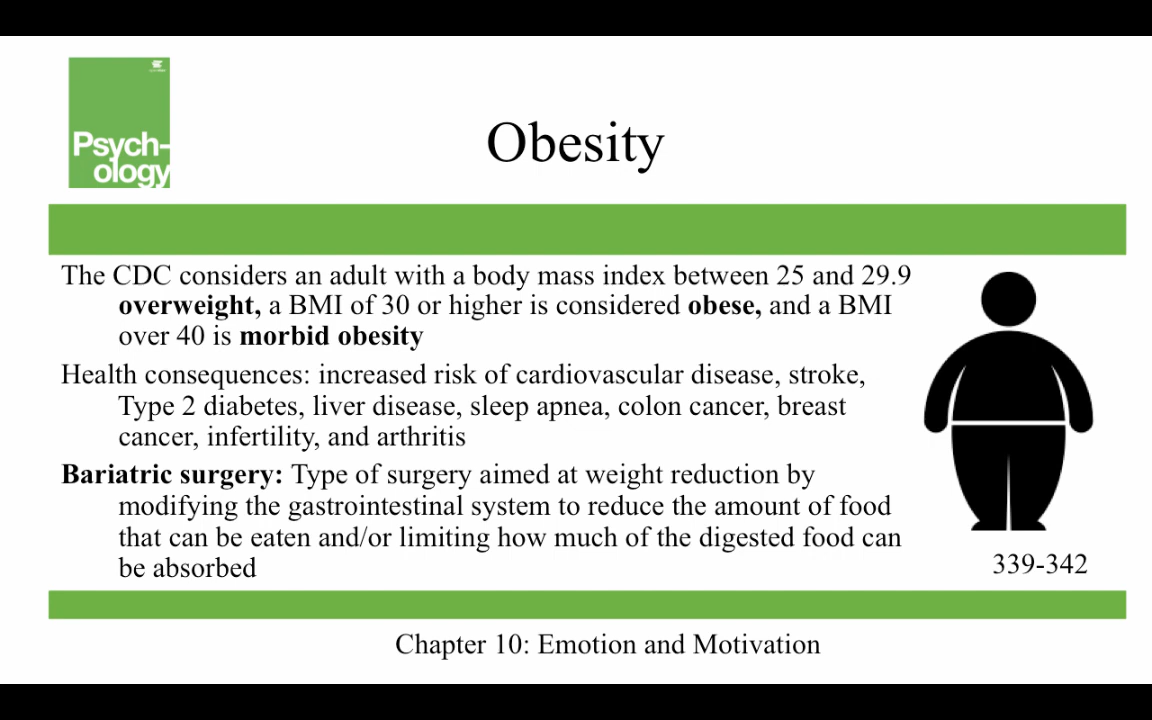 Psych-
ology
Obesity
The CDC considers an adult with a body mass index between 25 and 29.9
overweight, a BMI of 30 or higher is considered obese, and a BMI
over 40 is morbid obesity
Health consequences: increased risk of cardiovascular disease, stroke,
Type 2 diabetes, liver disease, sleep apnea, colon cancer, breast
cancer, infertility, and arthritis
Bariatric surgery: Type of surgery aimed at weight reduction by
modifying the gastrointestinal system to reduce the amount of food
that can be eaten and/or limiting how much of the digested food can
be absorbed
339-342
Chapter 10: Emotion and Motivation